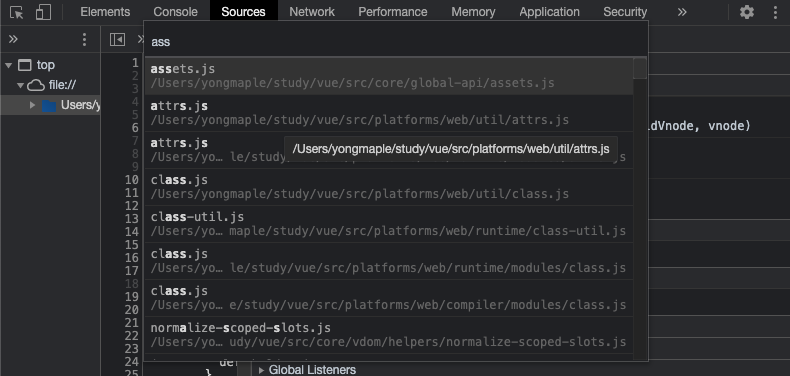 Elements Console Sources Network Performance Memory Application Security »
» ass
top
file://
Users/y
1
2
3
4
5
6
7
8
9
10
11
12
13
14
15
16
17
18
19
20
21
22
23
24
25
assets.js
/Users/yongmaple/study/vue/src/core/global-api/assets.js
attrs.js
/Users/yongmaple/study/vue/src/platforms/web/util/attrs.js
attrs.js
/Users/yo… le/study/
s.js
/Users/yongmaple/study/vue/src/platforms/web/util/attrs.js
class.js
/Users/yongmaple/study/vue/src/platforms/web/util/class.js
class-util.js
/Users/yo… maple/study/vue/src/platforms/web/runtime/class-util.js
class.js
/Users/yo… le/study/vue/src/platforms/web/runtime/modules/class.js
class.js
/Users/yo… e/study/vue/src/platforms/web/compiler/modules/class.js
normalize-scoped-slots.js
/Users/yo… udy/vue/src/core/vdom/helpers/normalize-scoped-slots.js
ldVnode, vnode)
}
Global Listeners